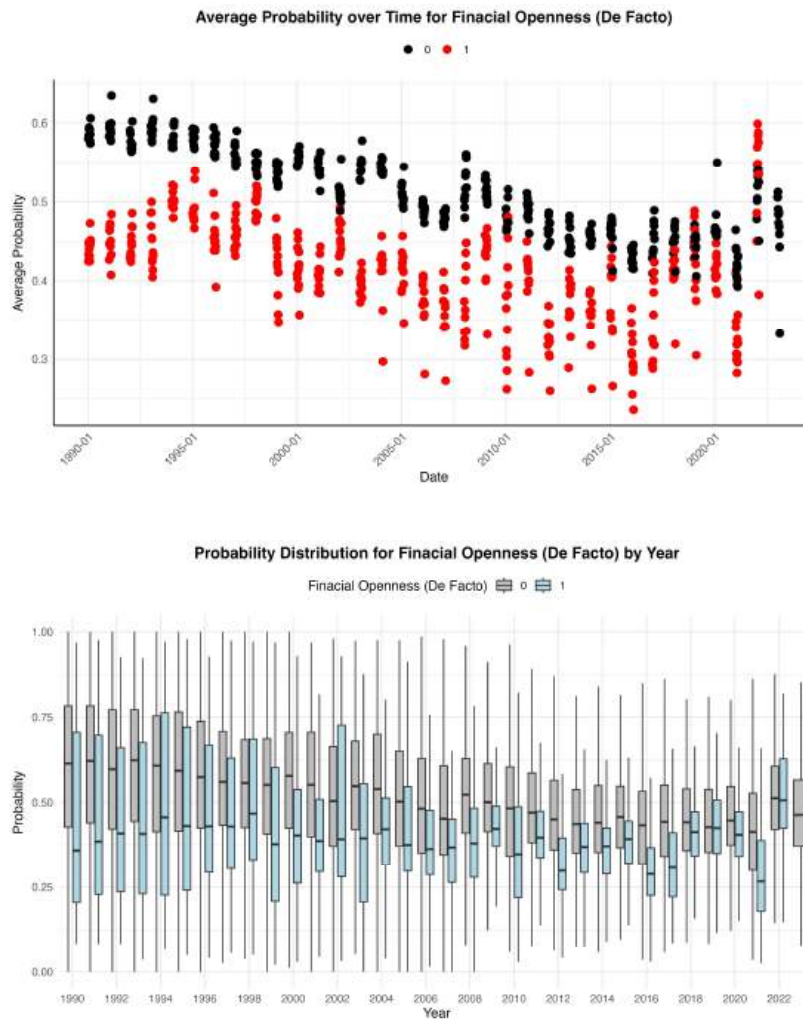 Average Probability over Time for Finacial Openness (De Facto)
0 1
0.6
0.5
0.4
0.3
Average Probability
1990-01 1995-01 2000-01 2005-01 2010-01 2015-01 2020-01
Date
Probability Distribution for Finacial Openness (De Facto) by Year
Finacial Openness (De Facto) 0 1
1.00
0.75
0.50
0.25
0.00
Probability
1990 1992 1994 1996 1998 2000 2002 2004 2006 2008 2010 2012 2014 2016 2018 2020 2022
Year